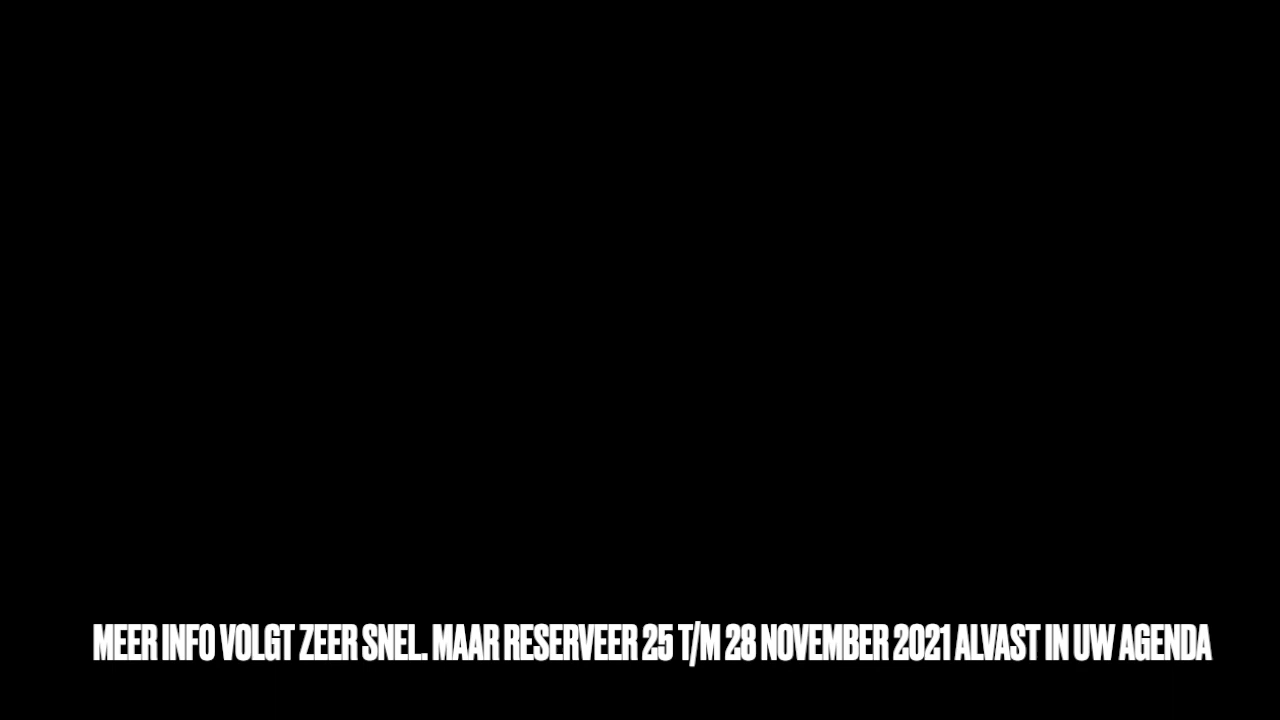 MEER INFO VOLGT ZEER SNEL. MAAR RESERVEER 25 T/M 28 NOVEMBER 2021 ALVAST IN UW AGENDA